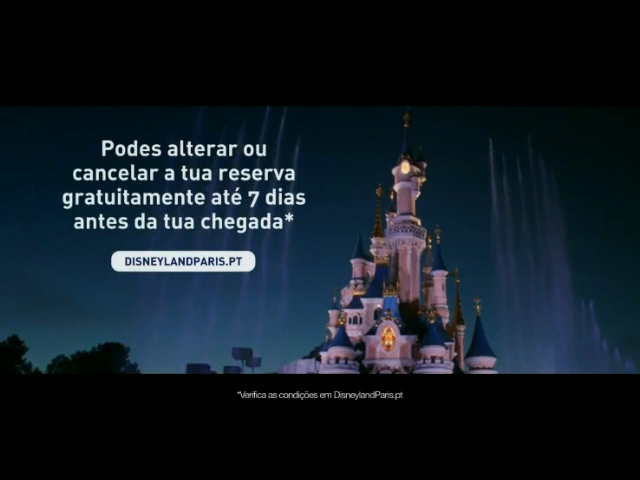 Podes alterar ou
cancelar a tua reserva
gratuitamente até 7 dias
antes da tua chegada*
DISNEYLANDPARIS.PT
*Verifica as condições em DisneylandParis.pt